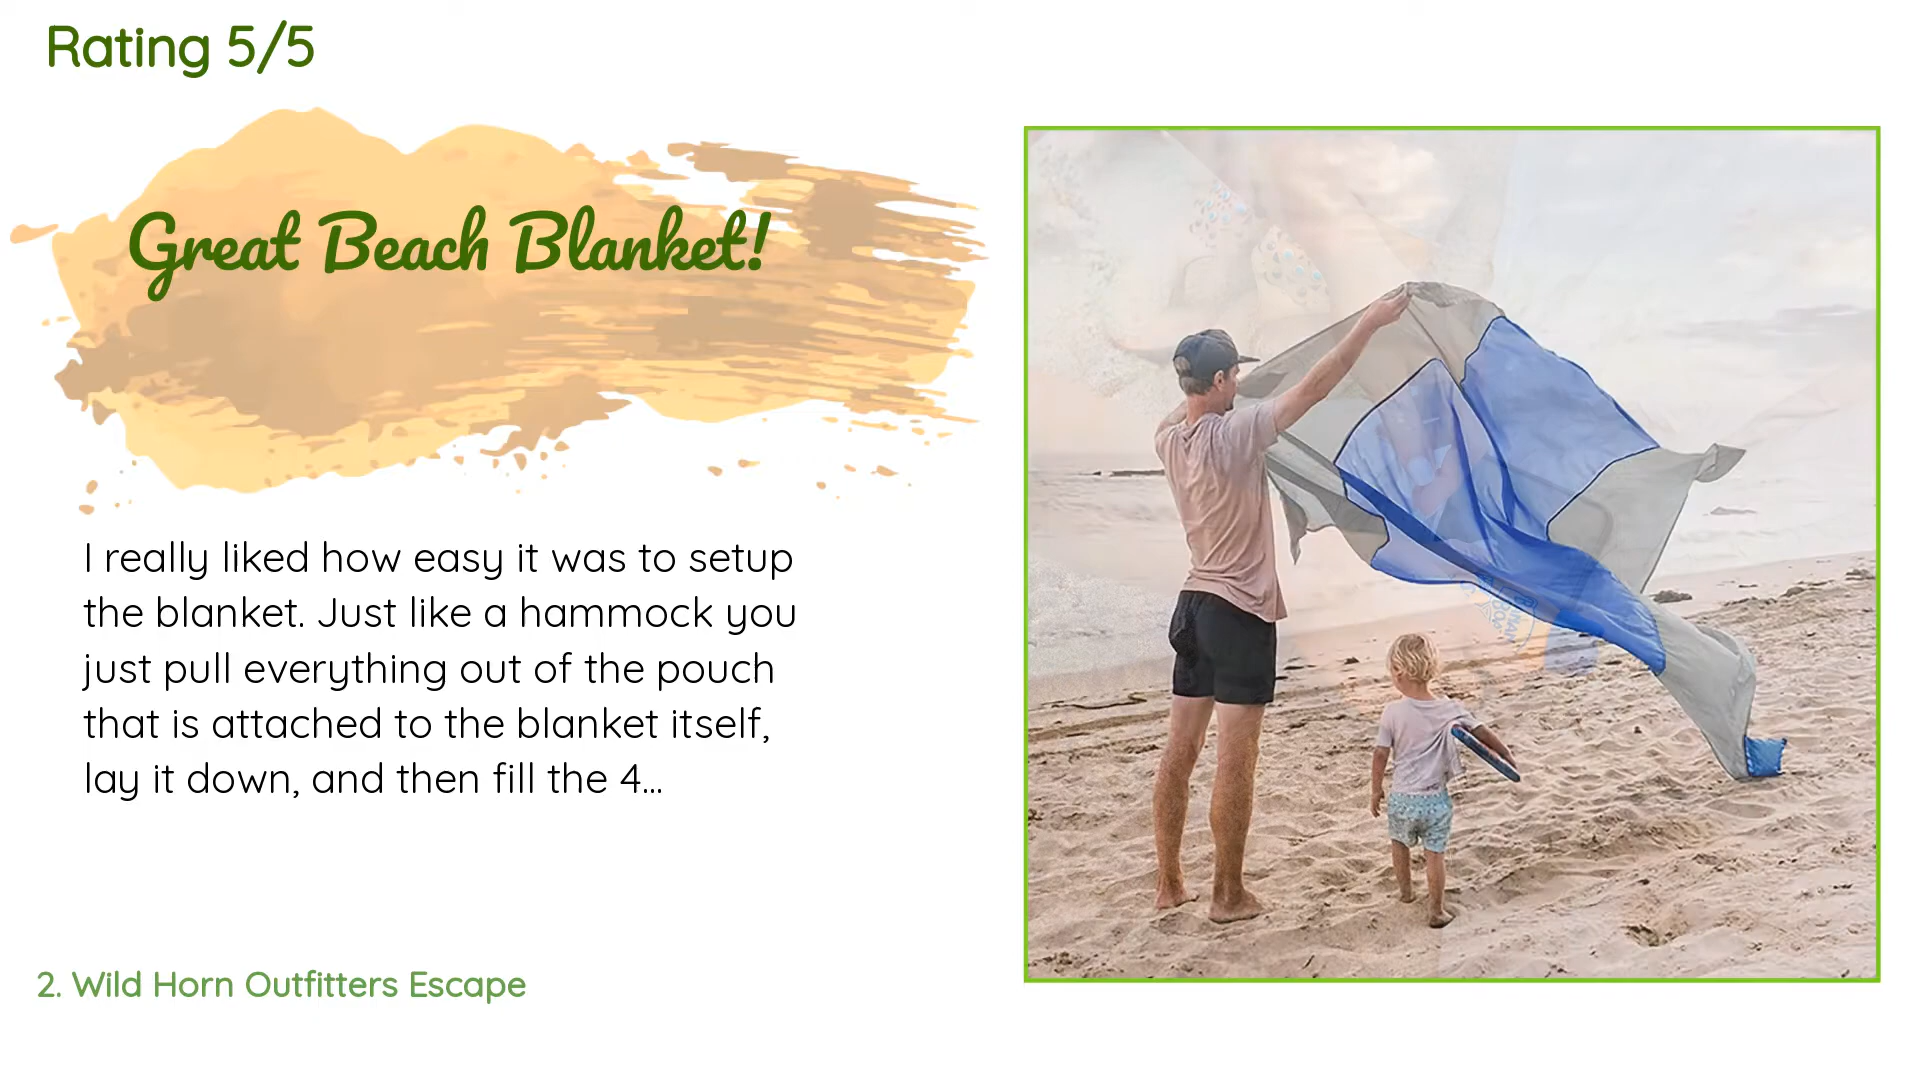 Rating 5/5
Great Beach Blanket!
I really liked how easy it was to setup
the blanket. Just like a hammock you
just pull everything out of the pouch
that is attached to the blanket itself,
lay it down, and then fill the 4...
2. Wild Horn Outfitters Escape